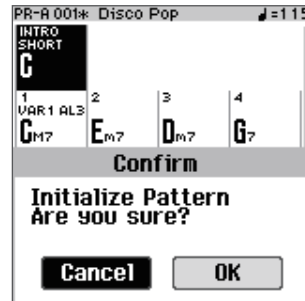 PR-A 001* Disco Pop ♩=115
INTRO
SHORT
C
1 2 3 4
VAR1 AL3
CM7 Em7 Dm7 G7
Confirm
Initialize Pattern
Are you sure?
Cancel OK